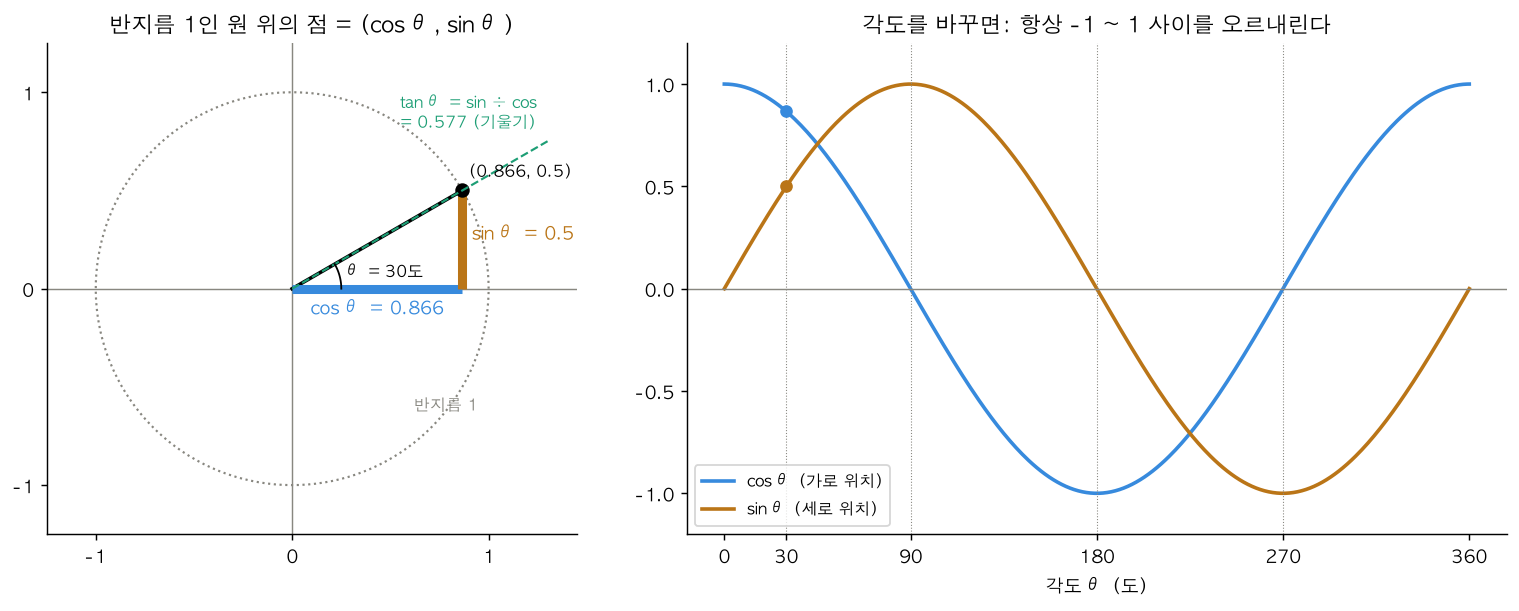 반지름 1인 원 위의 점 = (cos θ , sin θ )
tan θ = sin ÷ cos
= 0.577 (기울기)
(0.866, 0.5)
sin θ = 0.5
θ = 30도
cos θ = 0.866
반지름 1
1
0
-1
-1
0
1
각도를 바꾸면: 항상 -1 ~ 1 사이를 오르내린다
1.0
0.5
0.0
-0.5
-1.0
cos θ (가로 위치)
sin θ (세로 위치)
0
30
90
180
270
360
각도 θ (도)